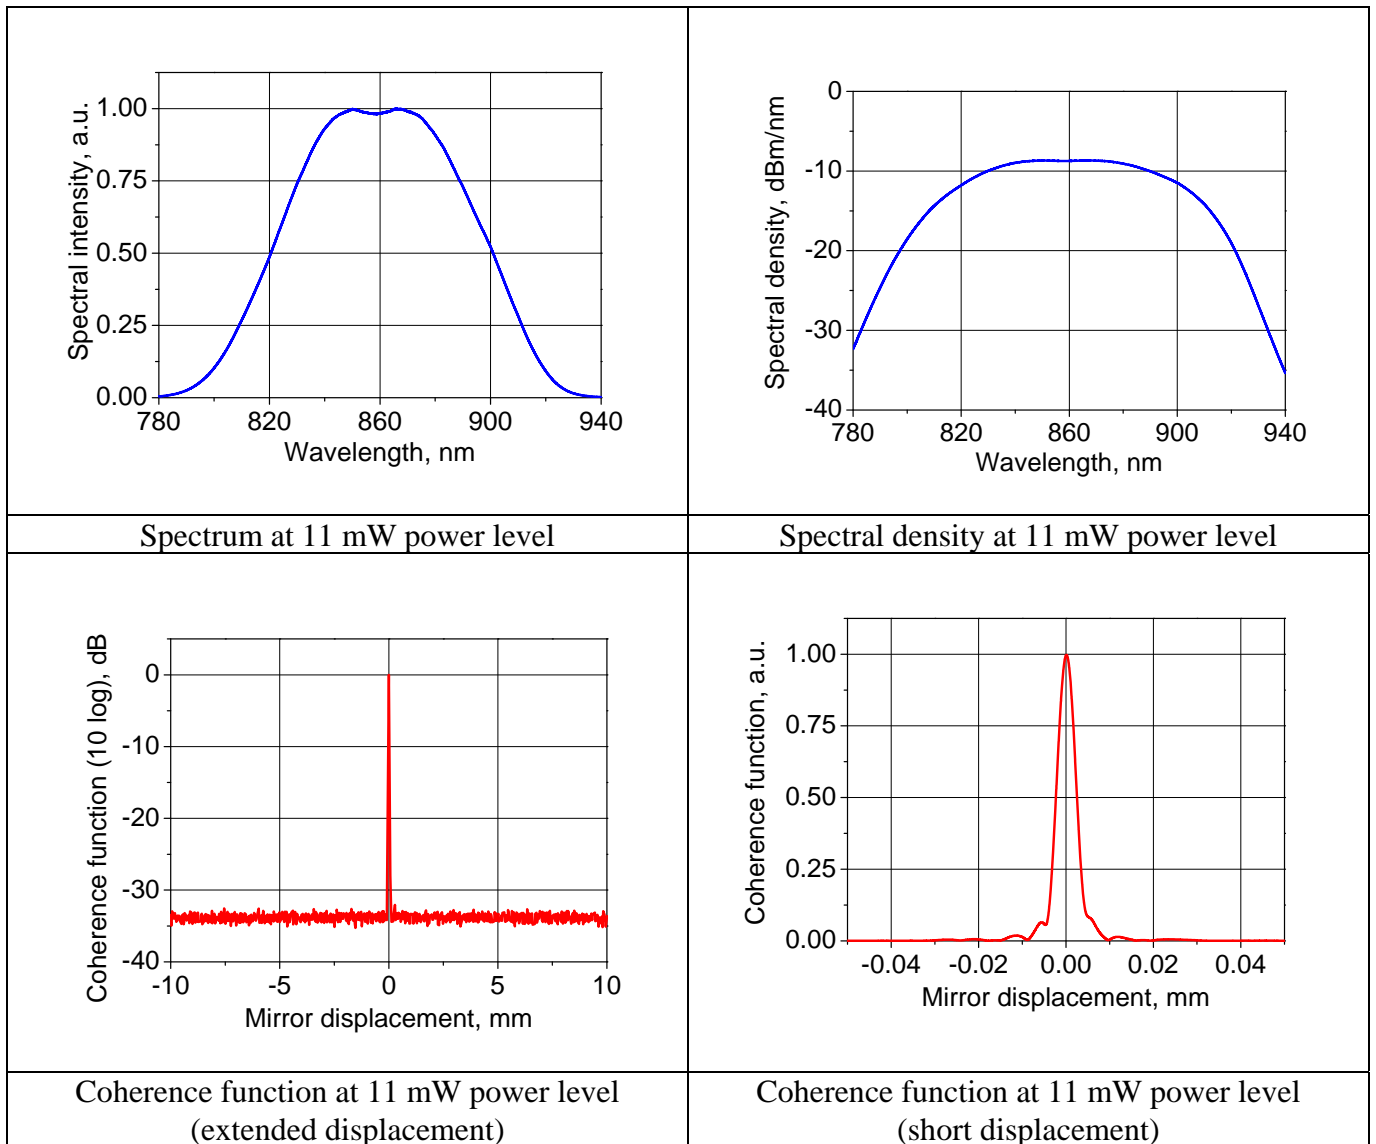 Spectral intensity, a.u.
1.00
0.75
0.50
0.25
0.00
780 820 860 900 940
Wavelength, nm
Spectral density, dBm/nm
0
-10
-20
-30
-40
780 820 860 900 940
Wavelength, nm
Spectrum at 11 mW power level
Spectral density at 11 mW power level
Coherence function (10 log), dB
0
-10
-20
-30
-40
-10 -5 0 5 10
Mirror displacement, mm
Coherence function, a.u.
1.00
0.75
0.50
0.25
0.00
-0.04 -0.02 0.00 0.02 0.04
Mirror displacement, mm
Coherence function at 11 mW power level
(extended displacement)
Coherence function at 11 mW power level
(short displacement)